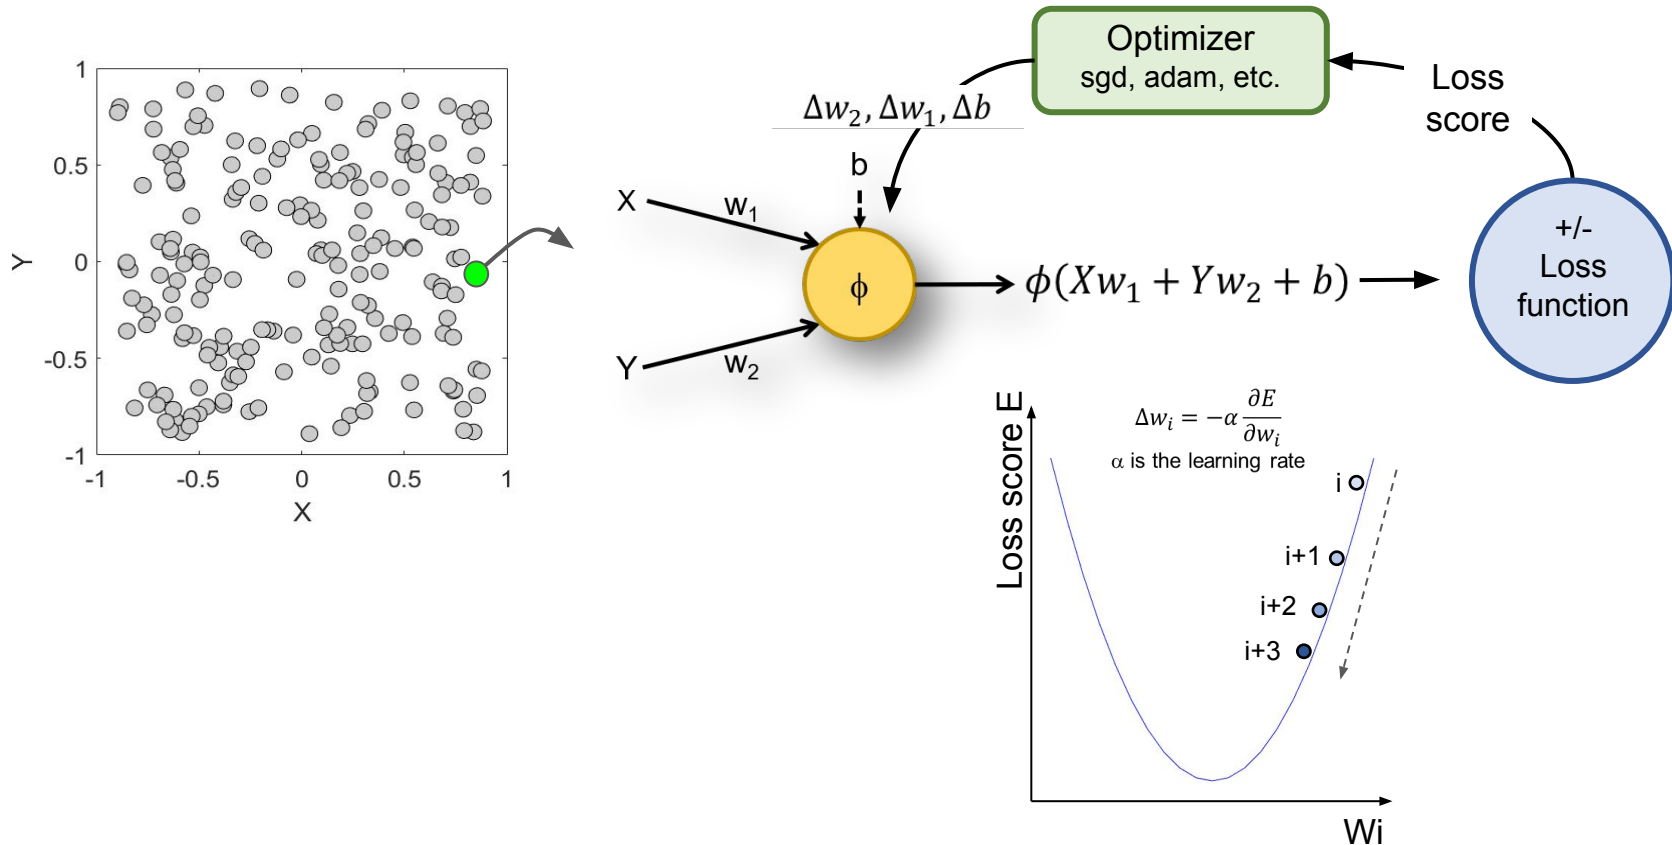 Optimizer
sgd, adam, etc.
Loss
score
Δw₂, Δw₁, Δb
b
X
w₁
ϕ
Y
w₂
ϕ(Xw₁ + Yw₂ + b)
+/-
Loss
function
1
0.5
0
-0.5
-1
Y
-1
-0.5
0
0.5
1
X
Loss score E
Δwᵢ = −α ∂E/∂wᵢ
α is the learning rate
i
i+1
i+2
i+3
Wi